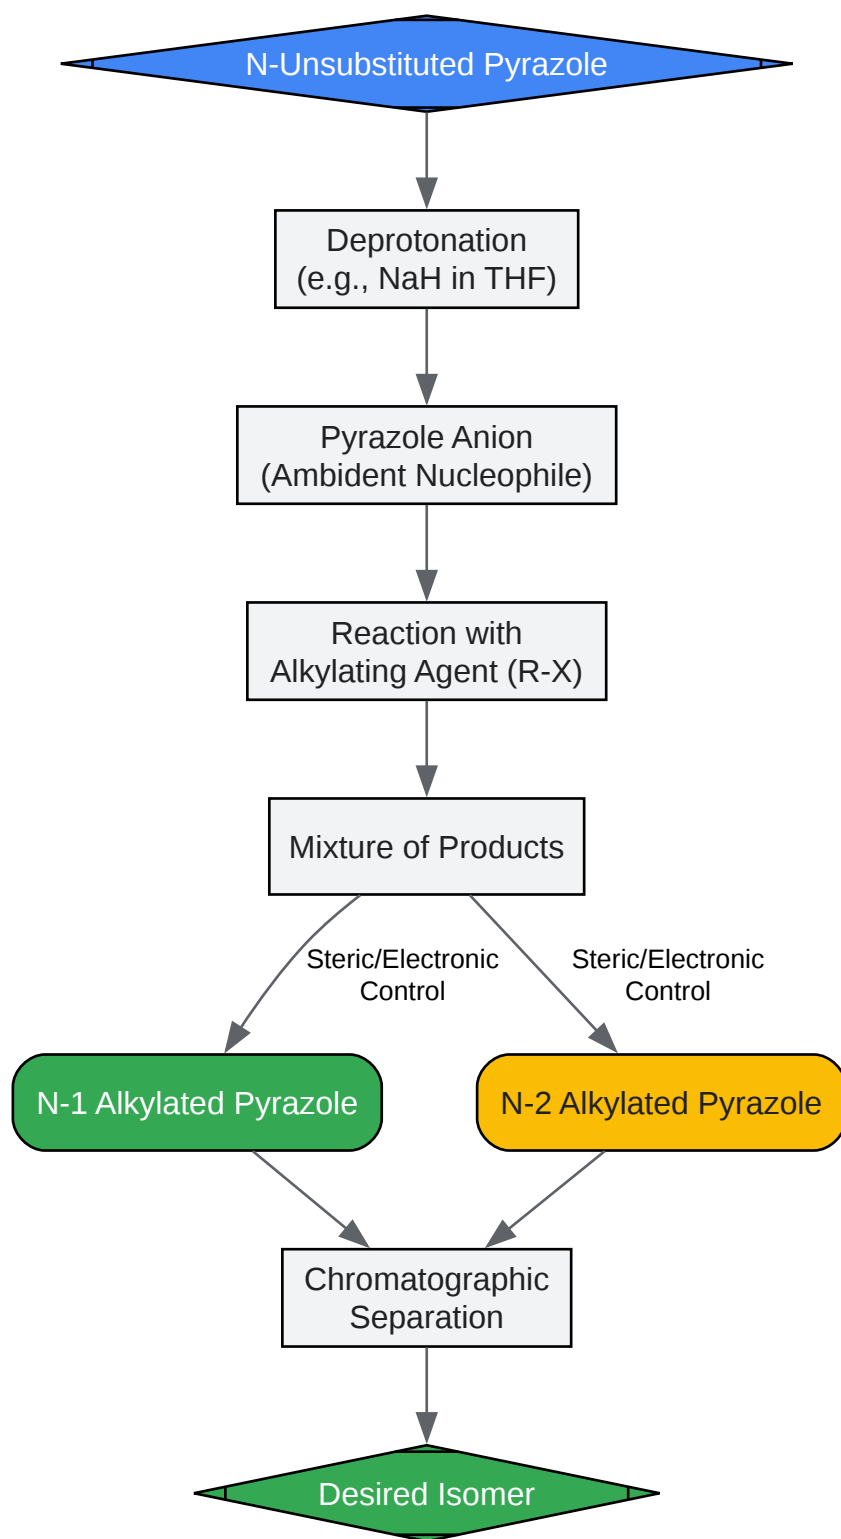 N-Unsubstituted Pyrazole
Deprotonation
(e.g., NaH in THF)
Pyrazole Anion
(Ambident Nucleophile)
Reaction with
Alkylating Agent (R-X)
Mixture of Products
Steric/Electronic
Control
Steric/Electronic
Control
N-1 Alkylated Pyrazole
N-2 Alkylated Pyrazole
Chromatographic
Separation
Desired Isomer